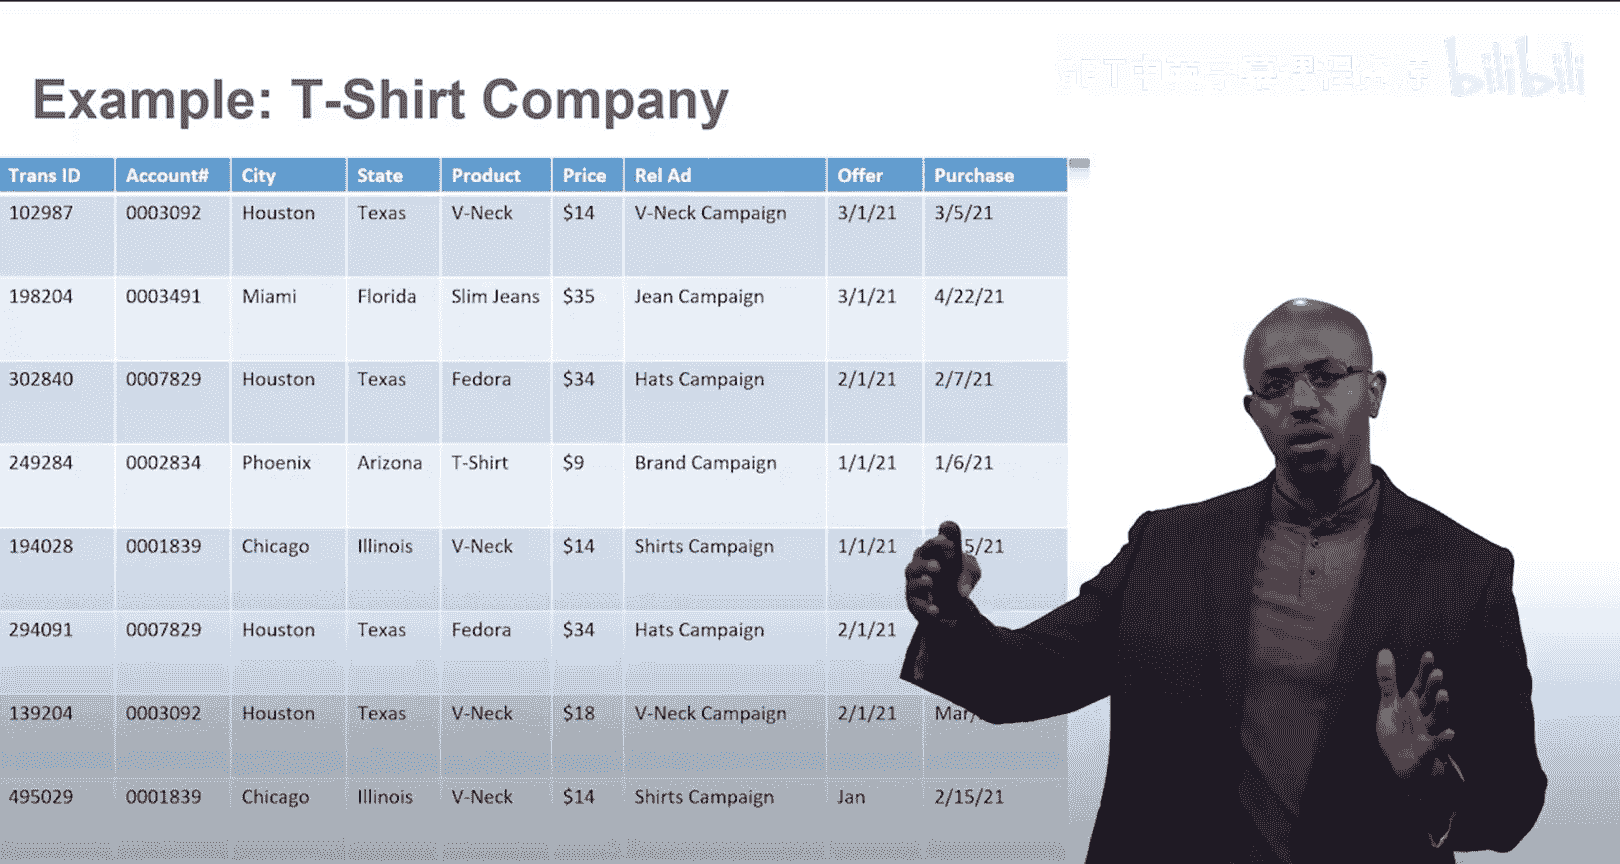 bilibili
Example: T-Shirt Company
Trans ID Account# City State Product Price Rel Ad Offer Purchase
102987 0003092 Houston Texas V-Neck $14 V-Neck Campaign 3/1/21 3/5/21
198204 0003491 Miami Florida Slim Jeans $35 Jean Campaign 3/1/21 4/22/21
302840 0007829 Houston Texas Fedora $34 Hats Campaign 2/1/21 2/7/21
249284 0002834 Phoenix Arizona T-Shirt $9 Brand Campaign 1/1/21 1/6/21
194028 0001839 Chicago Illinois V-Neck $14 Shirts Campaign 1/1/21 5/21
294091 0007829 Houston Texas Fedora $34 Hats Campaign 2/1/21
139204 0003092 Houston Texas V-Neck $18 V-Neck Campaign 2/1/21 Mar/
495029 0001839 Chicago Illinois V-Neck $14 Shirts Campaign Jan 2/15/21